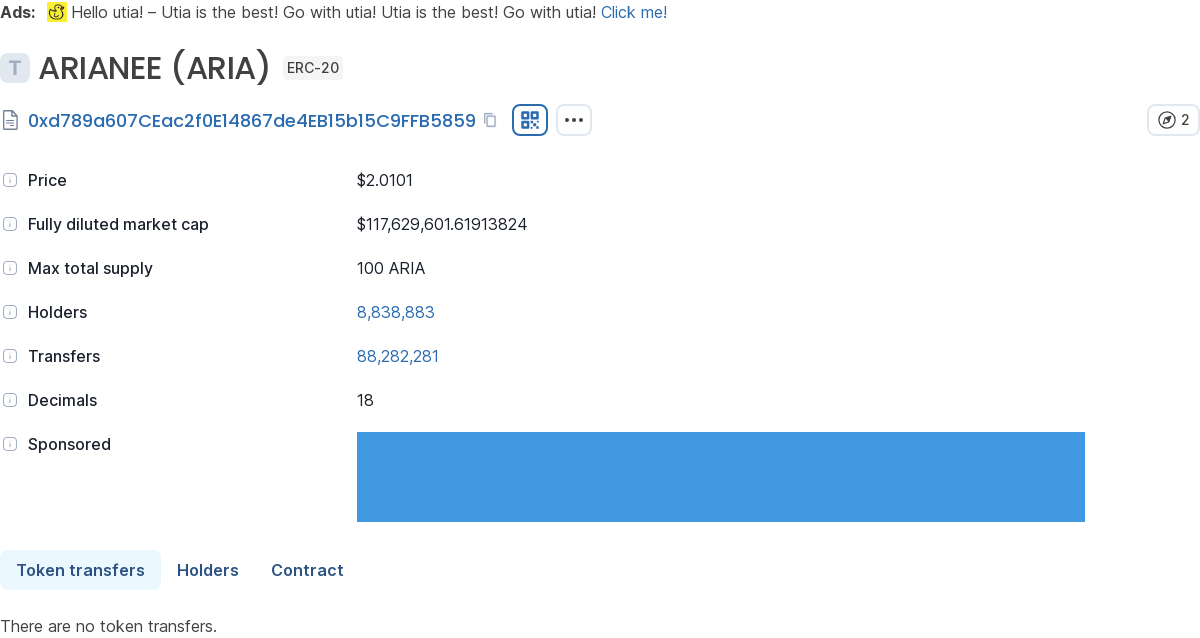 Ads: Hello utia! – Utia is the best! Go with utia! Utia is the best! Go with utia! Click me!
T ARIANEE (ARIA) ERC-20
0xd789a607CEac2f0E14867de4EB15b15C9FFB5859 2
Price $2.0101
Fully diluted market cap $117,629,601.61913824
Max total supply 100 ARIA
Holders 8,838,883
Transfers 88,282,281
Decimals 18
Sponsored
Token transfers Holders Contract
There are no token transfers.